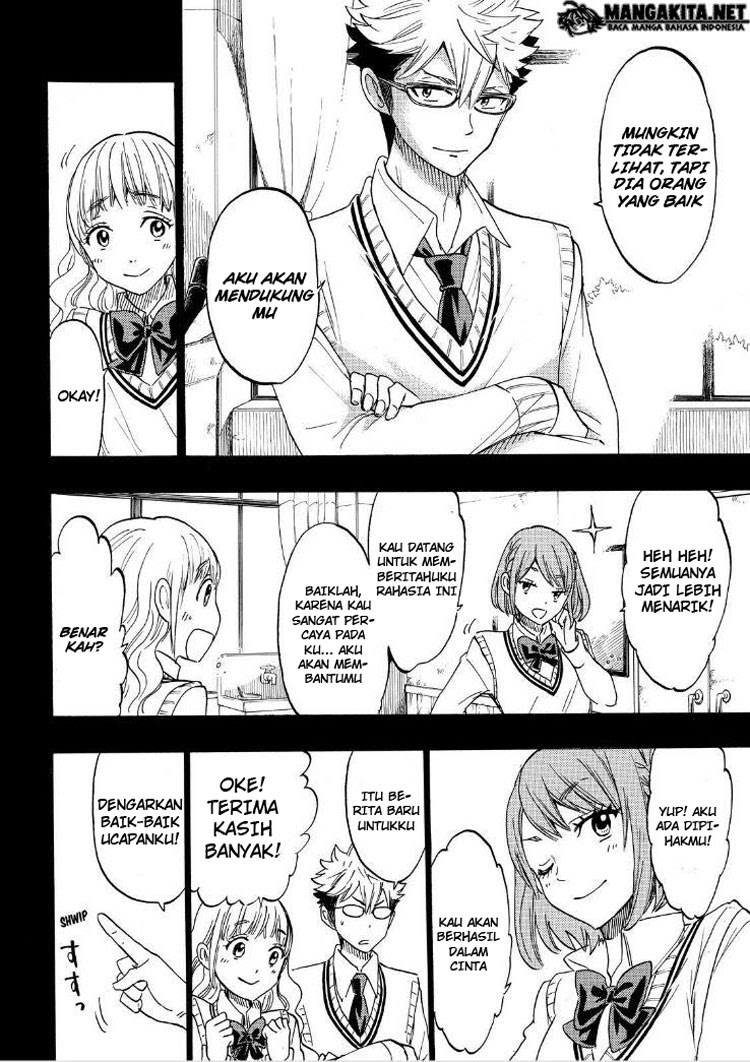 MANGAKITA.NET
BACA MANGA BAHASA INDONESIA
MUNGKIN
TIDAK TER-
LIHAT, TAPI
DIA ORANG
YANG BAIK
AKU AKAN
MENDUKUNG
MU
OKAY!
HEH HEH!
SEMUANYA
JADI LEBIH
MENARIK!
KAU DATANG
UNTUK MEM-
BERITAHUKU
RAHASIA INI
BAIKLAH,
KARENA KAU
SANGAT PER-
CAYA PADA
KU... AKU
AKAN MEM-
BANTUMU
BENAR
KAH?
YUP! AKU
ADA DIPI-
HAKMU!
KAU AKAN
BERHASIL
DALAM
CINTA
ITU BE-
RITA BARU
UNTUKKU
OKE!
TERIMA
KASIH
BANYAK!
DENGARKAN
BAIK-BAIK
UCAPANKU!
SHWIP
すすっ